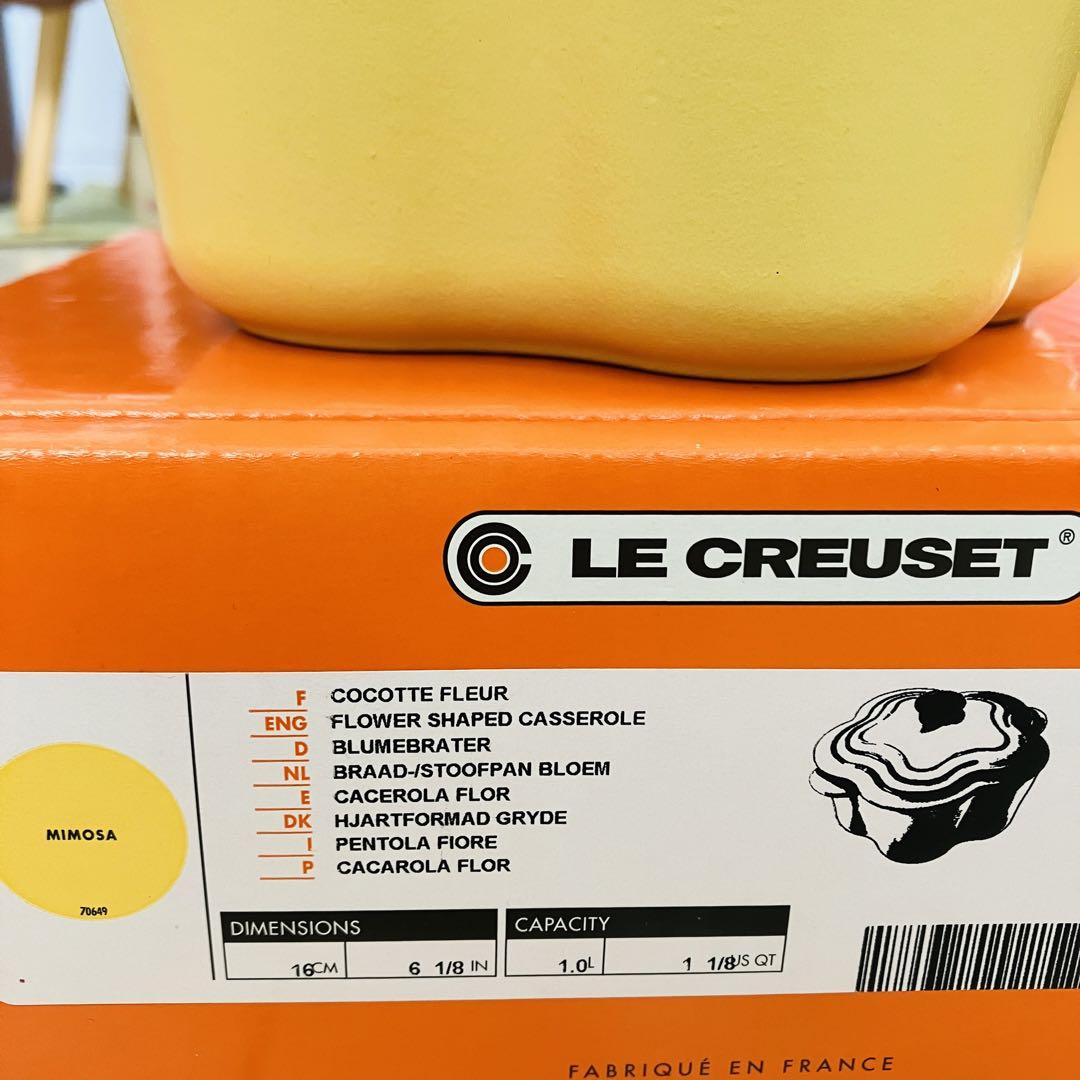 LE CREUSET®
F COCOTTE FLEUR
ENG FLOWER SHAPED CASSEROLE
D BLUMEBRATER
NL BRAAD-/STOOFPAN BLOEM
E CACEROLA FLOR
DK HJARTFORMAD GRYDE
I PENTOLA FIORE
P CACAROLA FLOR
MIMOSA
70649
DIMENSIONS
16CM 6 1/8 IN
CAPACITY
1.0L 1 1/8US QT
FABRIQUÉ EN FRANCE